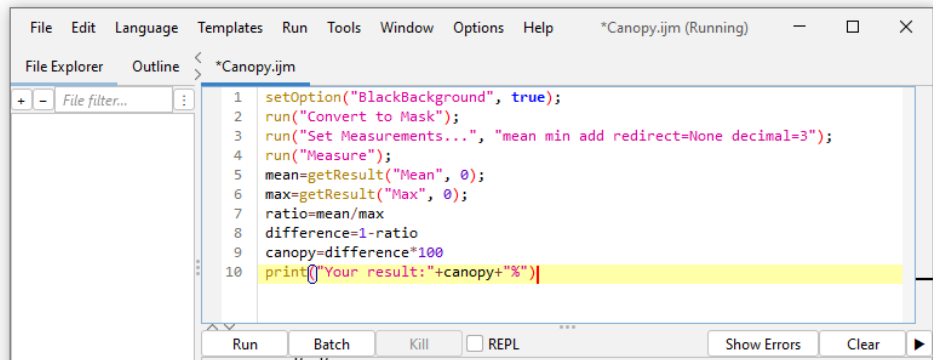 File Edit Language Templates Run Tools Window Options Help *Canopy.ijm (Running)
File Explorer Outline *Canopy.ijm
+ - File filter...
1 setOption("BlackBackground", true);
2 run("Convert to Mask");
3 run("Set Measurements...", "mean min add redirect=None decimal=3");
4 run("Measure");
5 mean=getResult("Mean", 0);
6 max=getResult("Max", 0);
7 ratio=mean/max
8 difference=1-ratio
9 canopy=difference*100
10 print("Your result:"+canopy+"%")
Run Batch Kill REPL Show Errors Clear